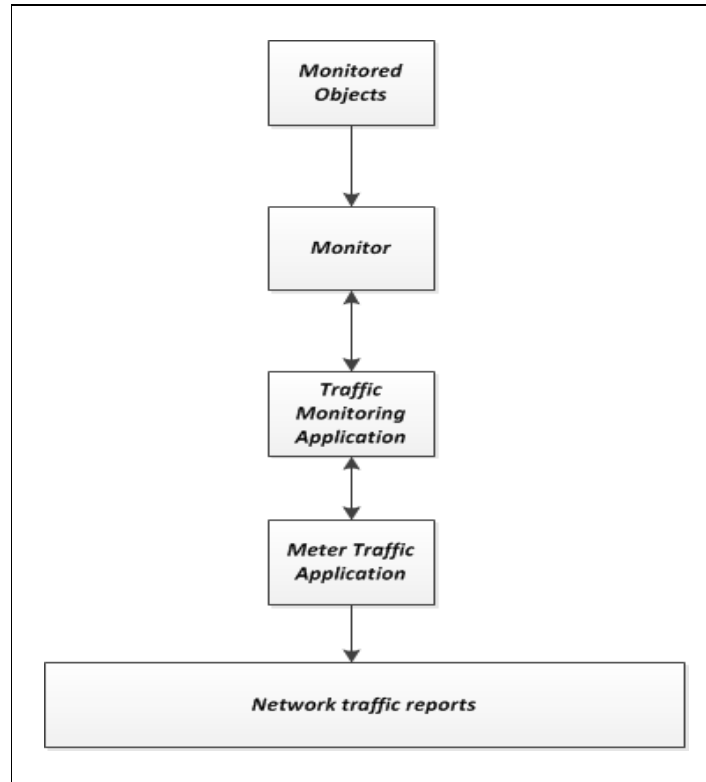 Monitored
Objects
Monitor
Traffic
Monitoring
Application
Meter Traffic
Application
Network traffic reports